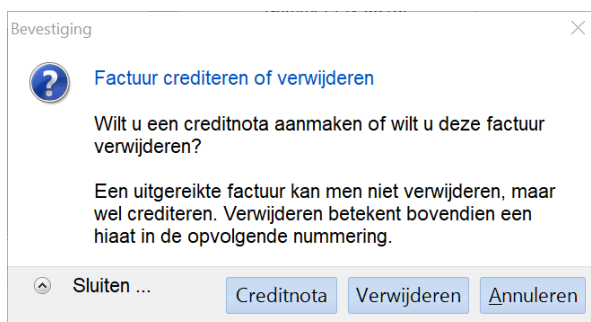 Bevestiging
Factuur crediteren of verwijderen
Wilt u een creditnota aanmaken of wilt u deze factuur
verwijderen?
Een uitgereikte factuur kan men niet verwijderen, maar
wel crediteren. Verwijderen betekent bovendien een
hiaat in de opvolgende nummering.
Sluiten ... Creditnota Verwijderen Annuleren